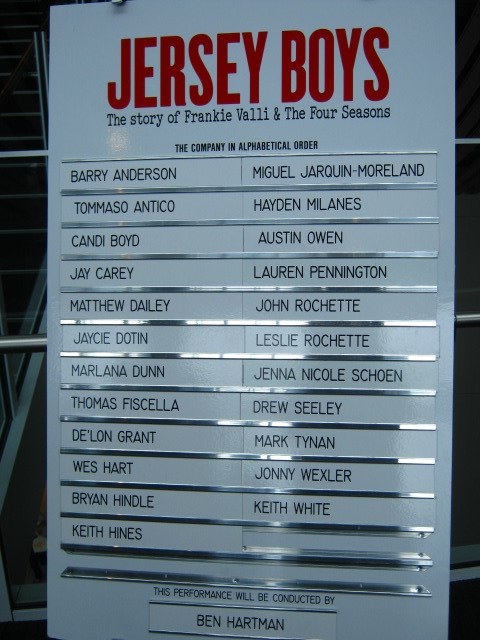 JERSEY BOYS
The story of Frankie Valli & The Four Seasons
THE COMPANY IN ALPHABETICAL ORDER
BARRY ANDERSON
TOMMASO ANTICO
CANDI BOYD
JAY CAREY
MATTHEW DAILEY
JAYCIE DOTIN
MARLANA DUNN
THOMAS FISCELLA
DE'LON GRANT
WES HART
BRYAN HINDLE
KEITH HINES
MIGUEL JARQUIN-MORELAND
HAYDEN MILANES
AUSTIN OWEN
LAUREN PENNINGTON
JOHN ROCHETTE
LESLIE ROCHETTE
JENNA NICOLE SCHOEN
DREW SEELEY
MARK TYNAN
JONNY WEXLER
KEITH WHITE
THIS PERFORMANCE WILL BE CONDUCTED BY
BEN HARTMAN